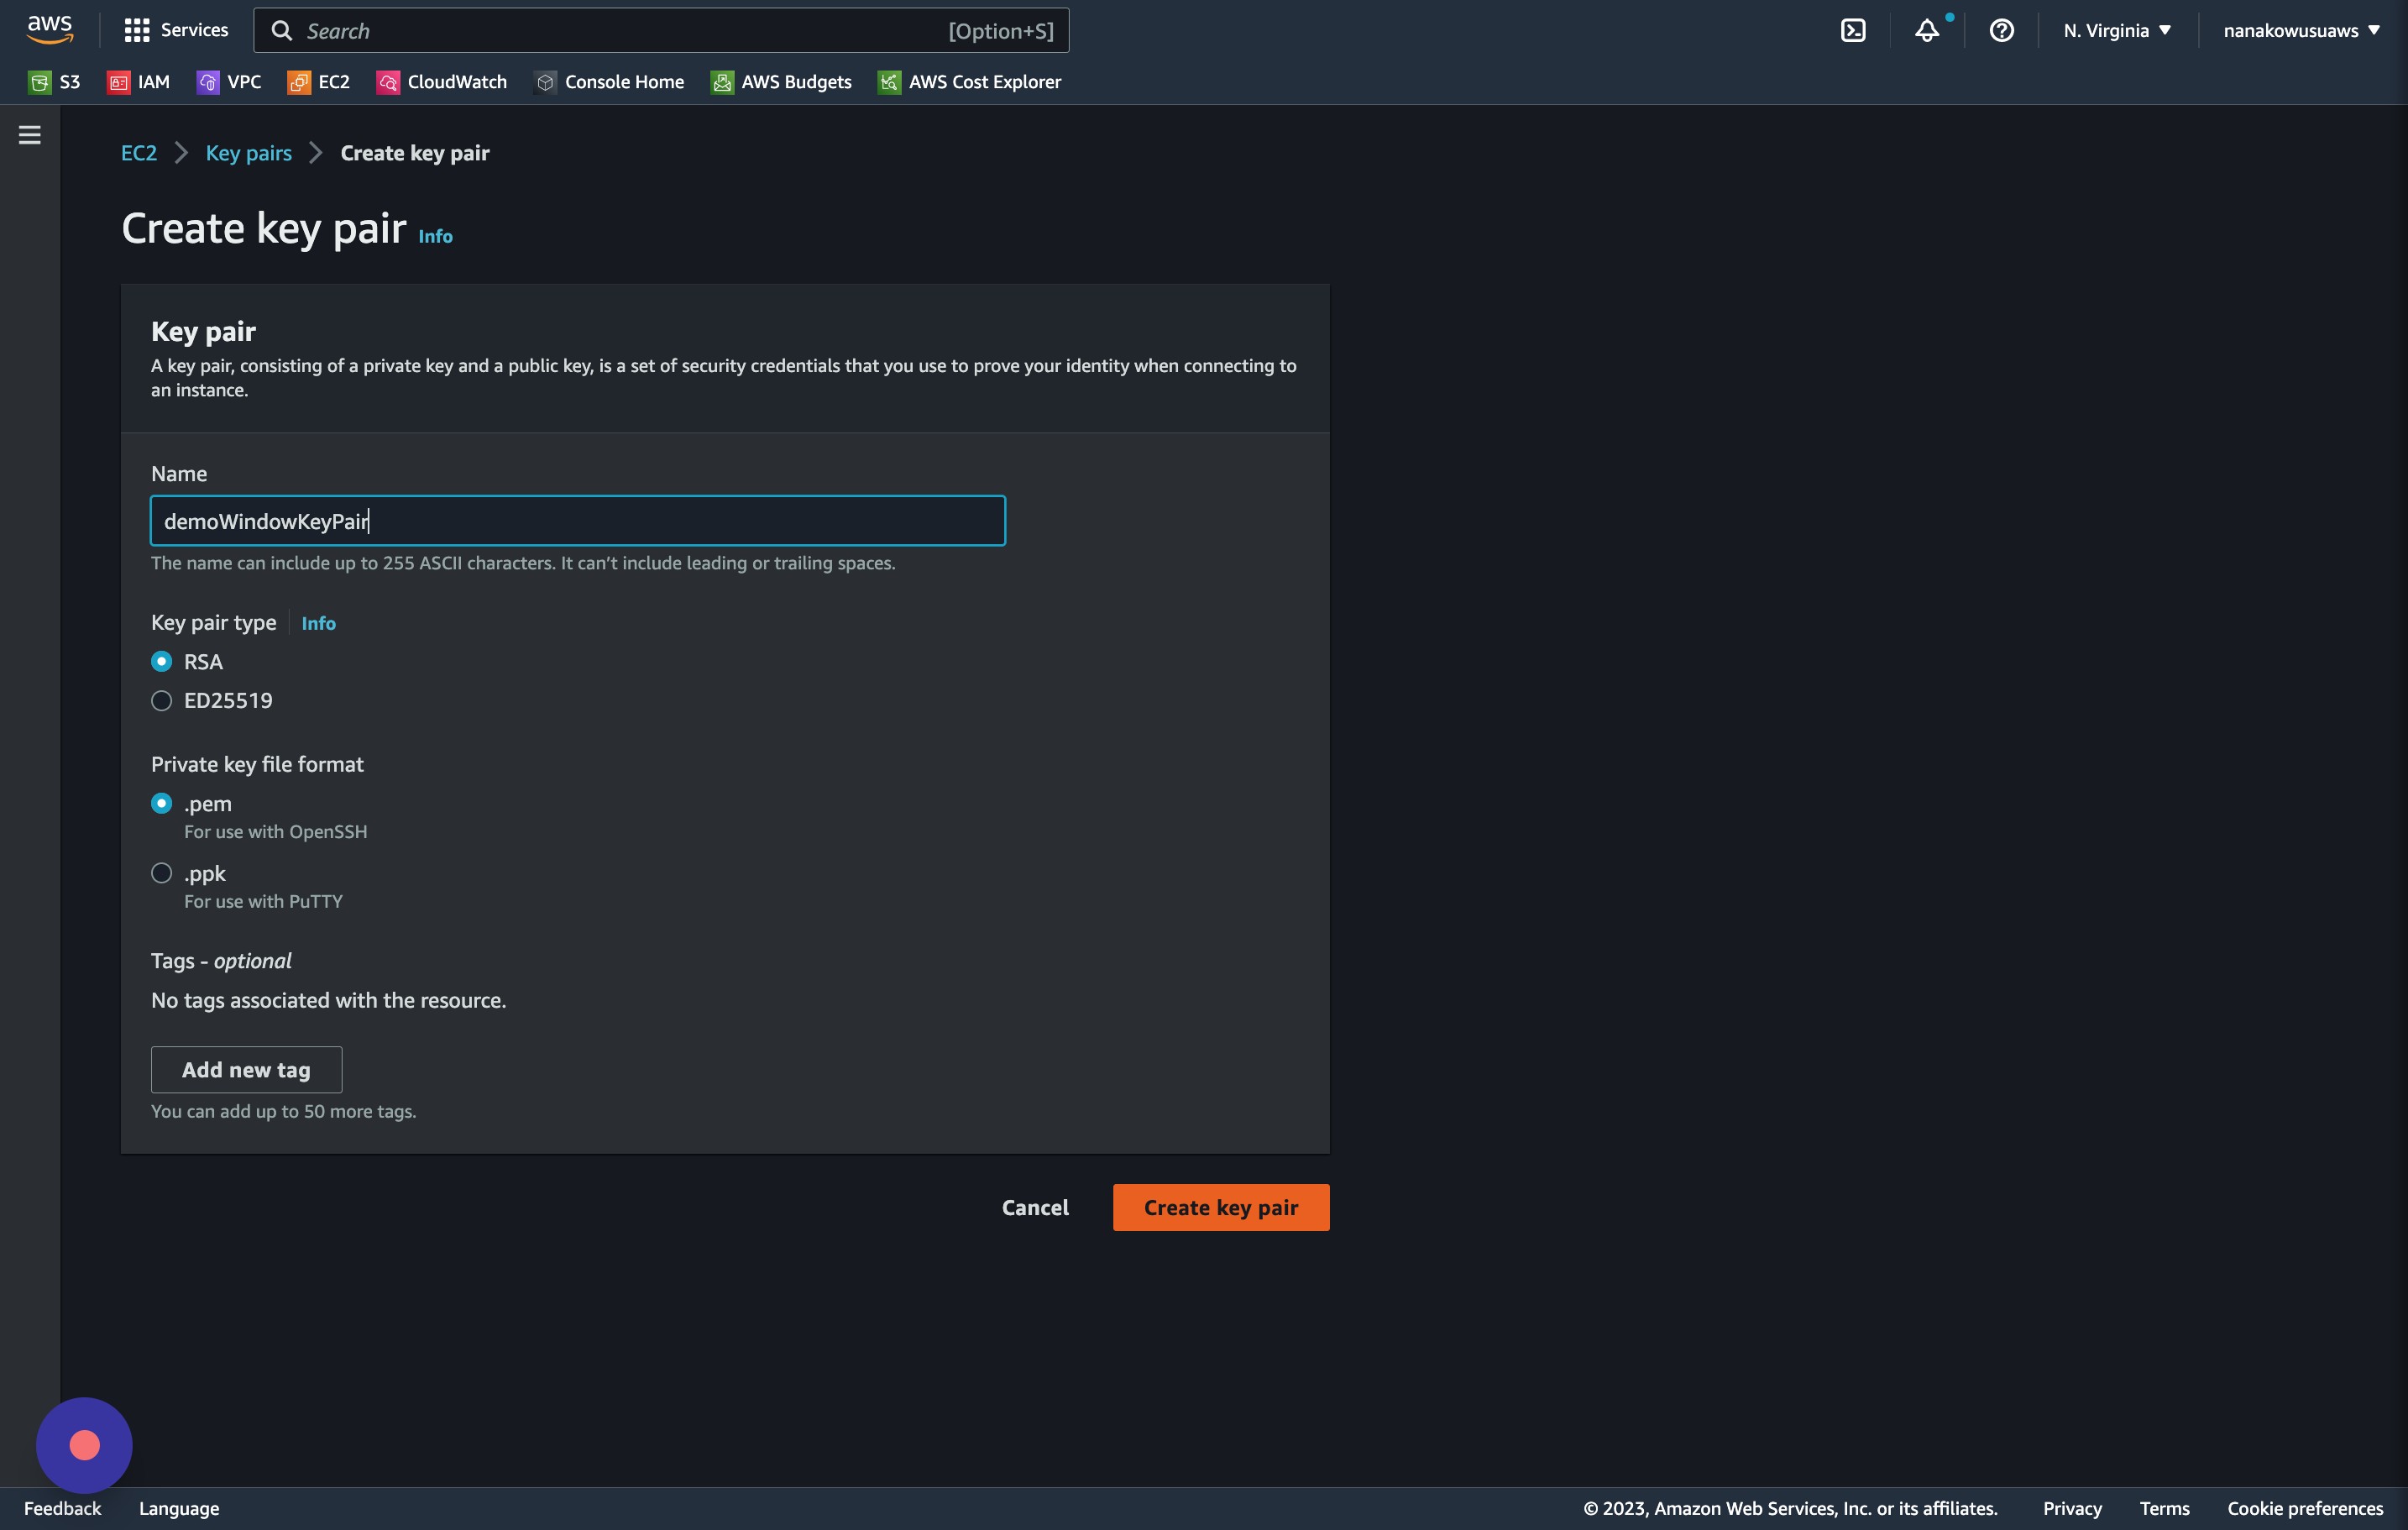 aws
Services
Search
[Option+S]
N. Virginia
nanakowusuaws
S3
IAM
VPC
EC2
CloudWatch
Console Home
AWS Budgets
AWS Cost Explorer
EC2
Key pairs
Create key pair
Create key pair
Info
Key pair
A key pair, consisting of a private key and a public key, is a set of security credentials that you use to prove your identity when connecting to
an instance.
Name
demoWindowKeyPair
The name can include up to 255 ASCII characters. It can’t include leading or trailing spaces.
Key pair type
Info
RSA
ED25519
Private key file format
.pem
For use with OpenSSH
.ppk
For use with PuTTY
Tags - optional
No tags associated with the resource.
Add new tag
You can add up to 50 more tags.
Cancel
Create key pair
Feedback
Language
© 2023, Amazon Web Services, Inc. or its affiliates.
Privacy
Terms
Cookie preferences